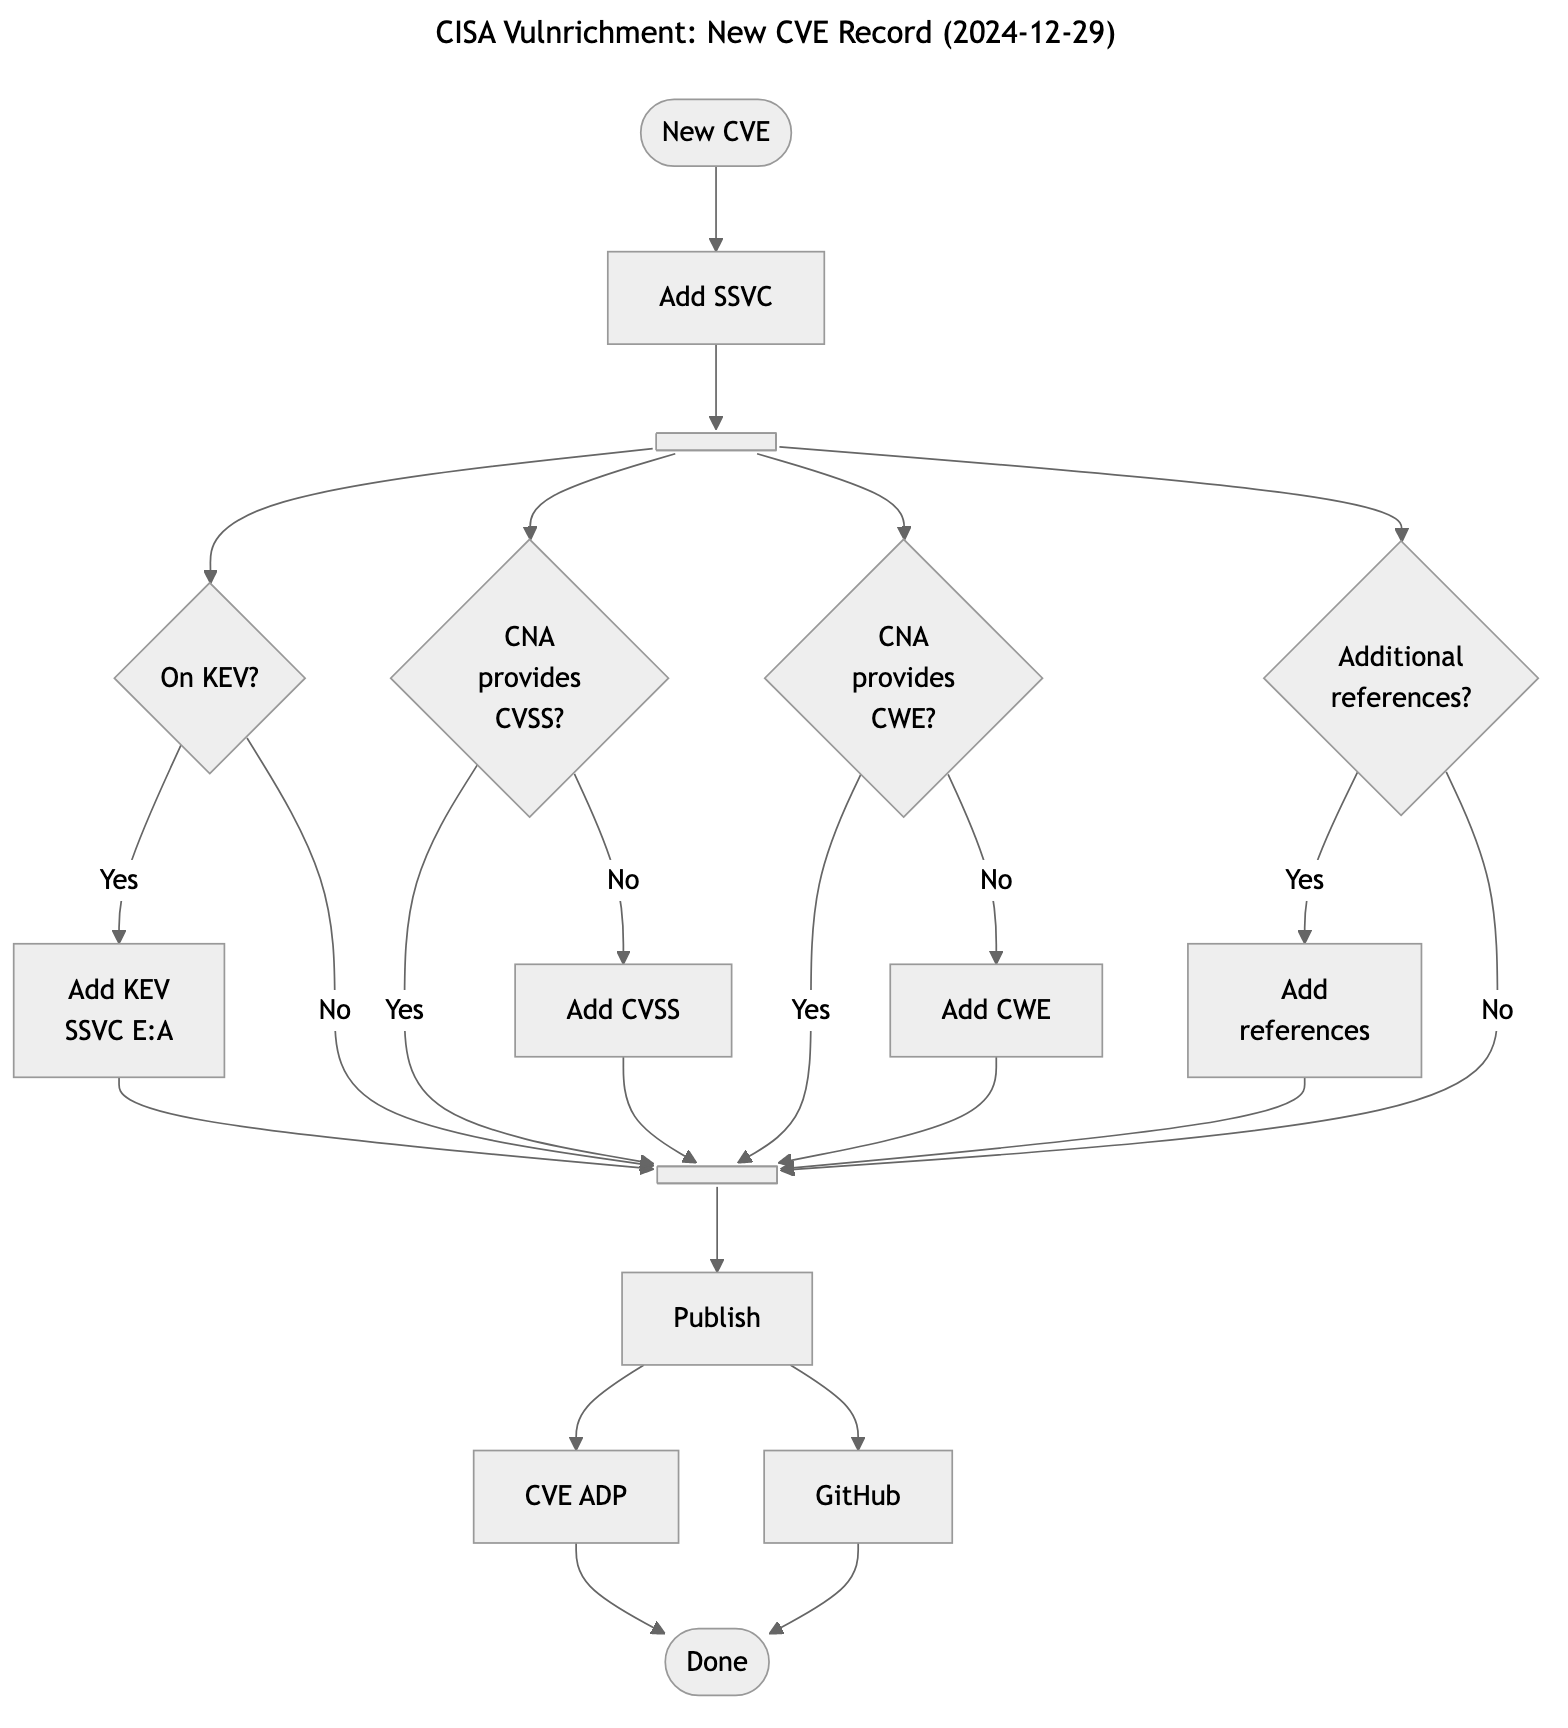 CISA Vulnrichment: New CVE Record (2024-12-29)
New CVE
Add SSVC
On KEV?
CNA
provides
CVSS?
CNA
provides
CWE?
Additional
references?
Yes
No
No
Yes
Add KEV
SSVC E:A
No
Yes
Add CVSS
Yes
Add CWE
Add
references
No
Publish
CVE ADP
GitHub
Done